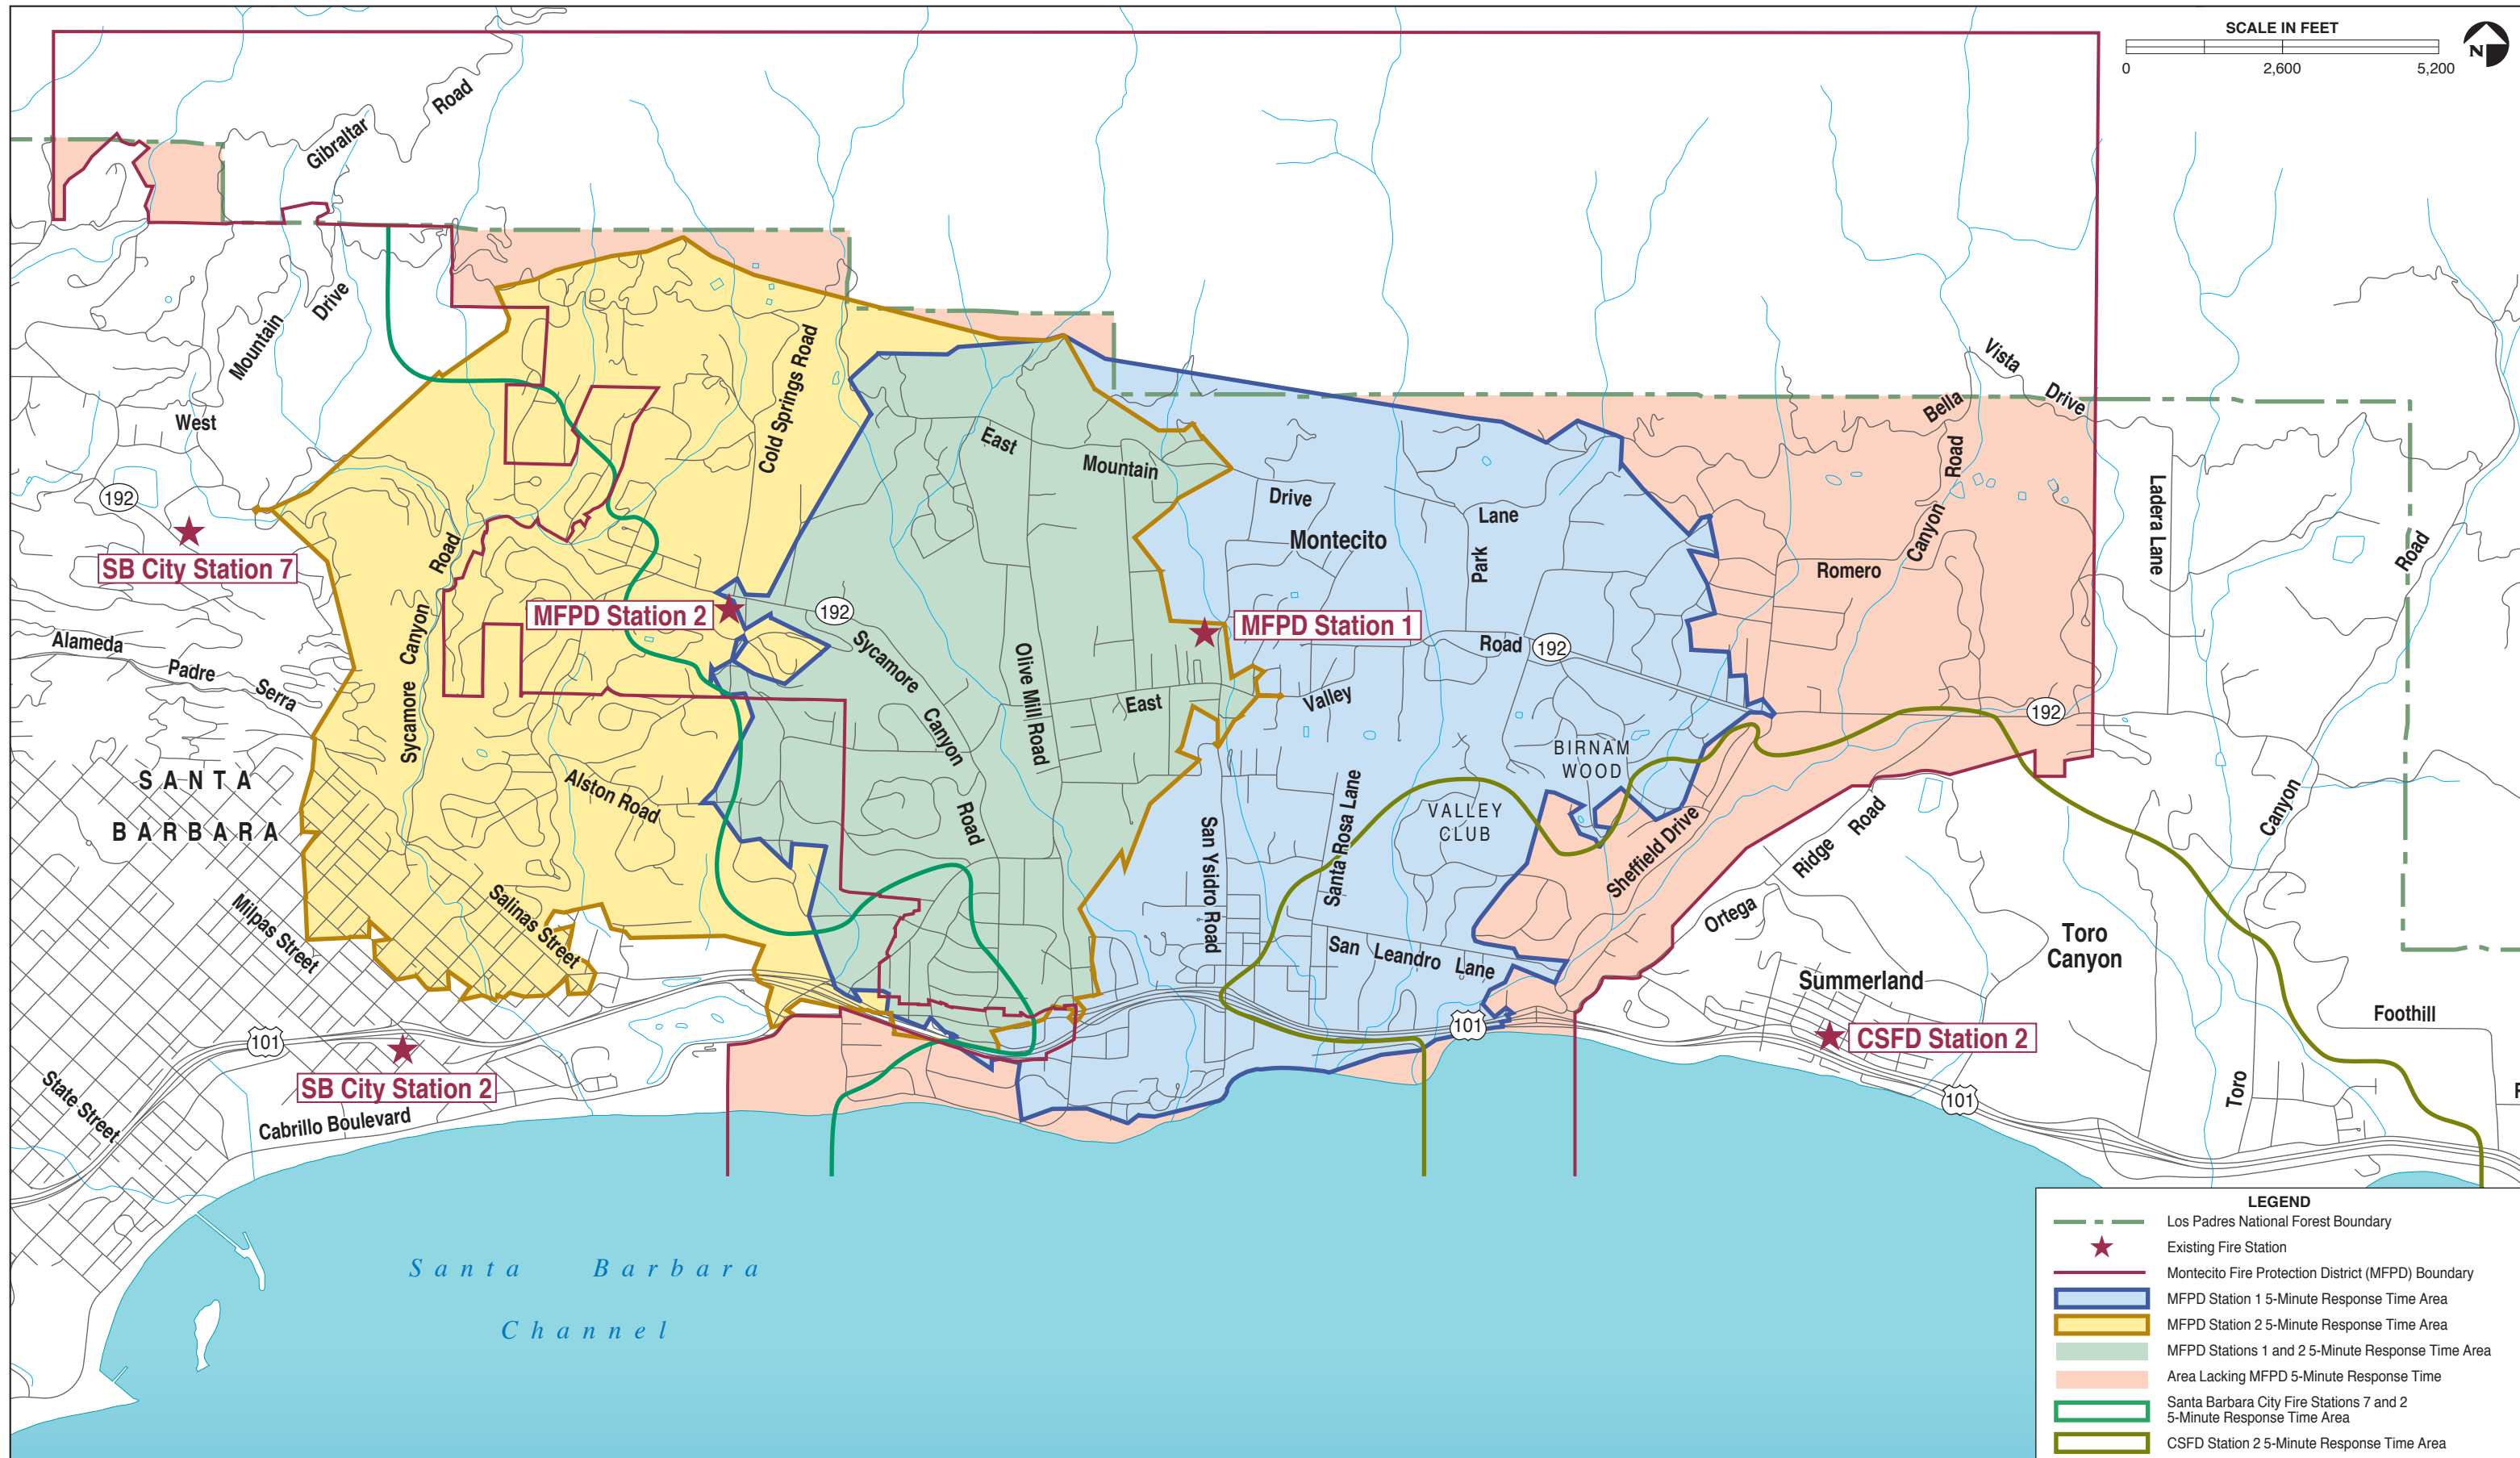 SCALE IN FEET
0 2,600 5,200
N
Gibraltar Road
West Mountain Drive
192
SB City Station 7
Alameda Padre Serra
SANTA
BARBARA
Milpas Street
Salinas Street
State Street
101
SB City Station 2
Cabrillo Boulevard
Sycamore Canyon Road
Alston Road
MFPD Station 2
Cold Springs Road
192
Sycamore Canyon Road
Olive Mill Road
East Mountain Drive
East Valley Road
Montecito
MFPD Station 1
Park Lane
192
San Ysidro Road
Santa Rosa Lane
San Leandro Lane
VALLEY
CLUB
BIRNAM
WOOD
101
Sheffield Drive
Romero Canyon Road
Bella Vista Drive
192
Ladera Lane
Ortega Ridge Road
Summerland
CSFD Station 2
101
Toro
Canyon
Toro Canyon Road
Foothill
Santa Barbara
Channel
LEGEND
Los Padres National Forest Boundary
Existing Fire Station
Montecito Fire Protection District (MFPD) Boundary
MFPD Station 1 5-Minute Response Time Area
MFPD Station 2 5-Minute Response Time Area
MFPD Stations 1 and 2 5-Minute Response Time Area
Area Lacking MFPD 5-Minute Response Time
Santa Barbara City Fire Stations 7 and 2
5-Minute Response Time Area
CSFD Station 2 5-Minute Response Time Area